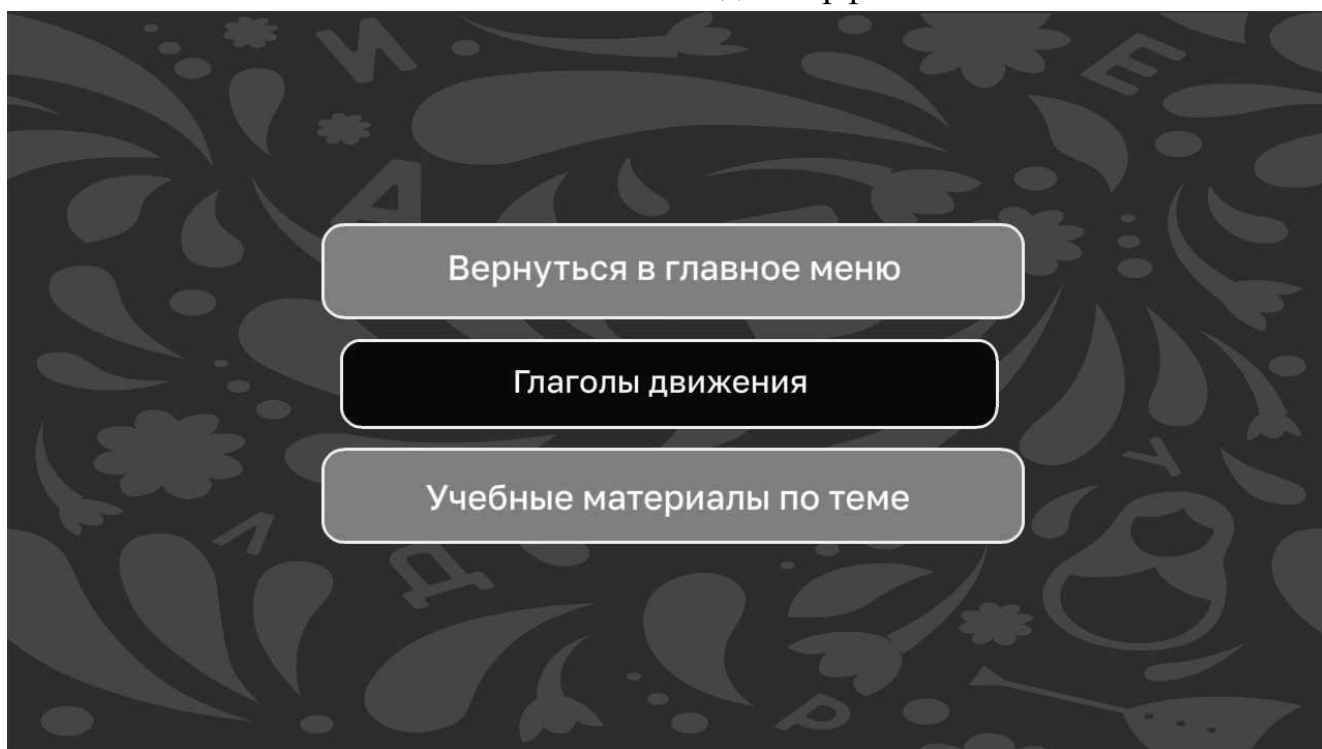 Вернуться в главное меню
Глаголы движения
Учебные материалы по теме
И
Е
А
У
Л
Д
Р